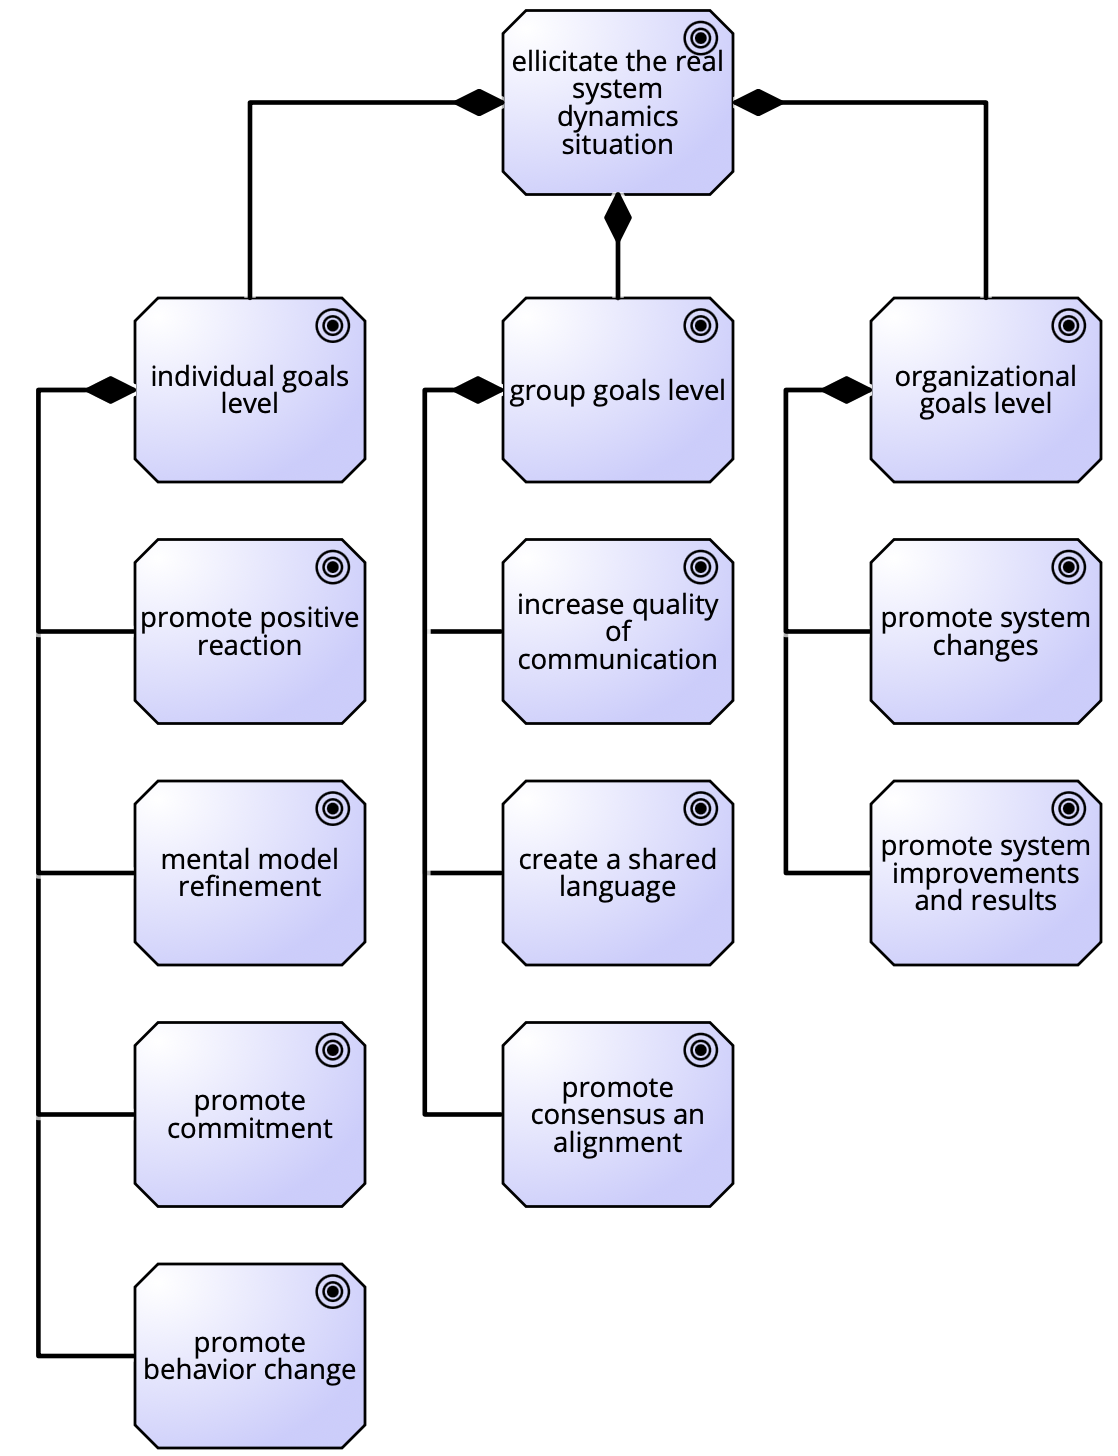 ellicitate the real
system
dynamics
situation
individual goals
level
group goals level
organizational
goals level
promote positive
reaction
increase quality
of
communication
promote system
changes
mental model
refinement
create a shared
language
promote system
improvements
and results
promote
commitment
promote
consensus an
alignment
promote
behavior change